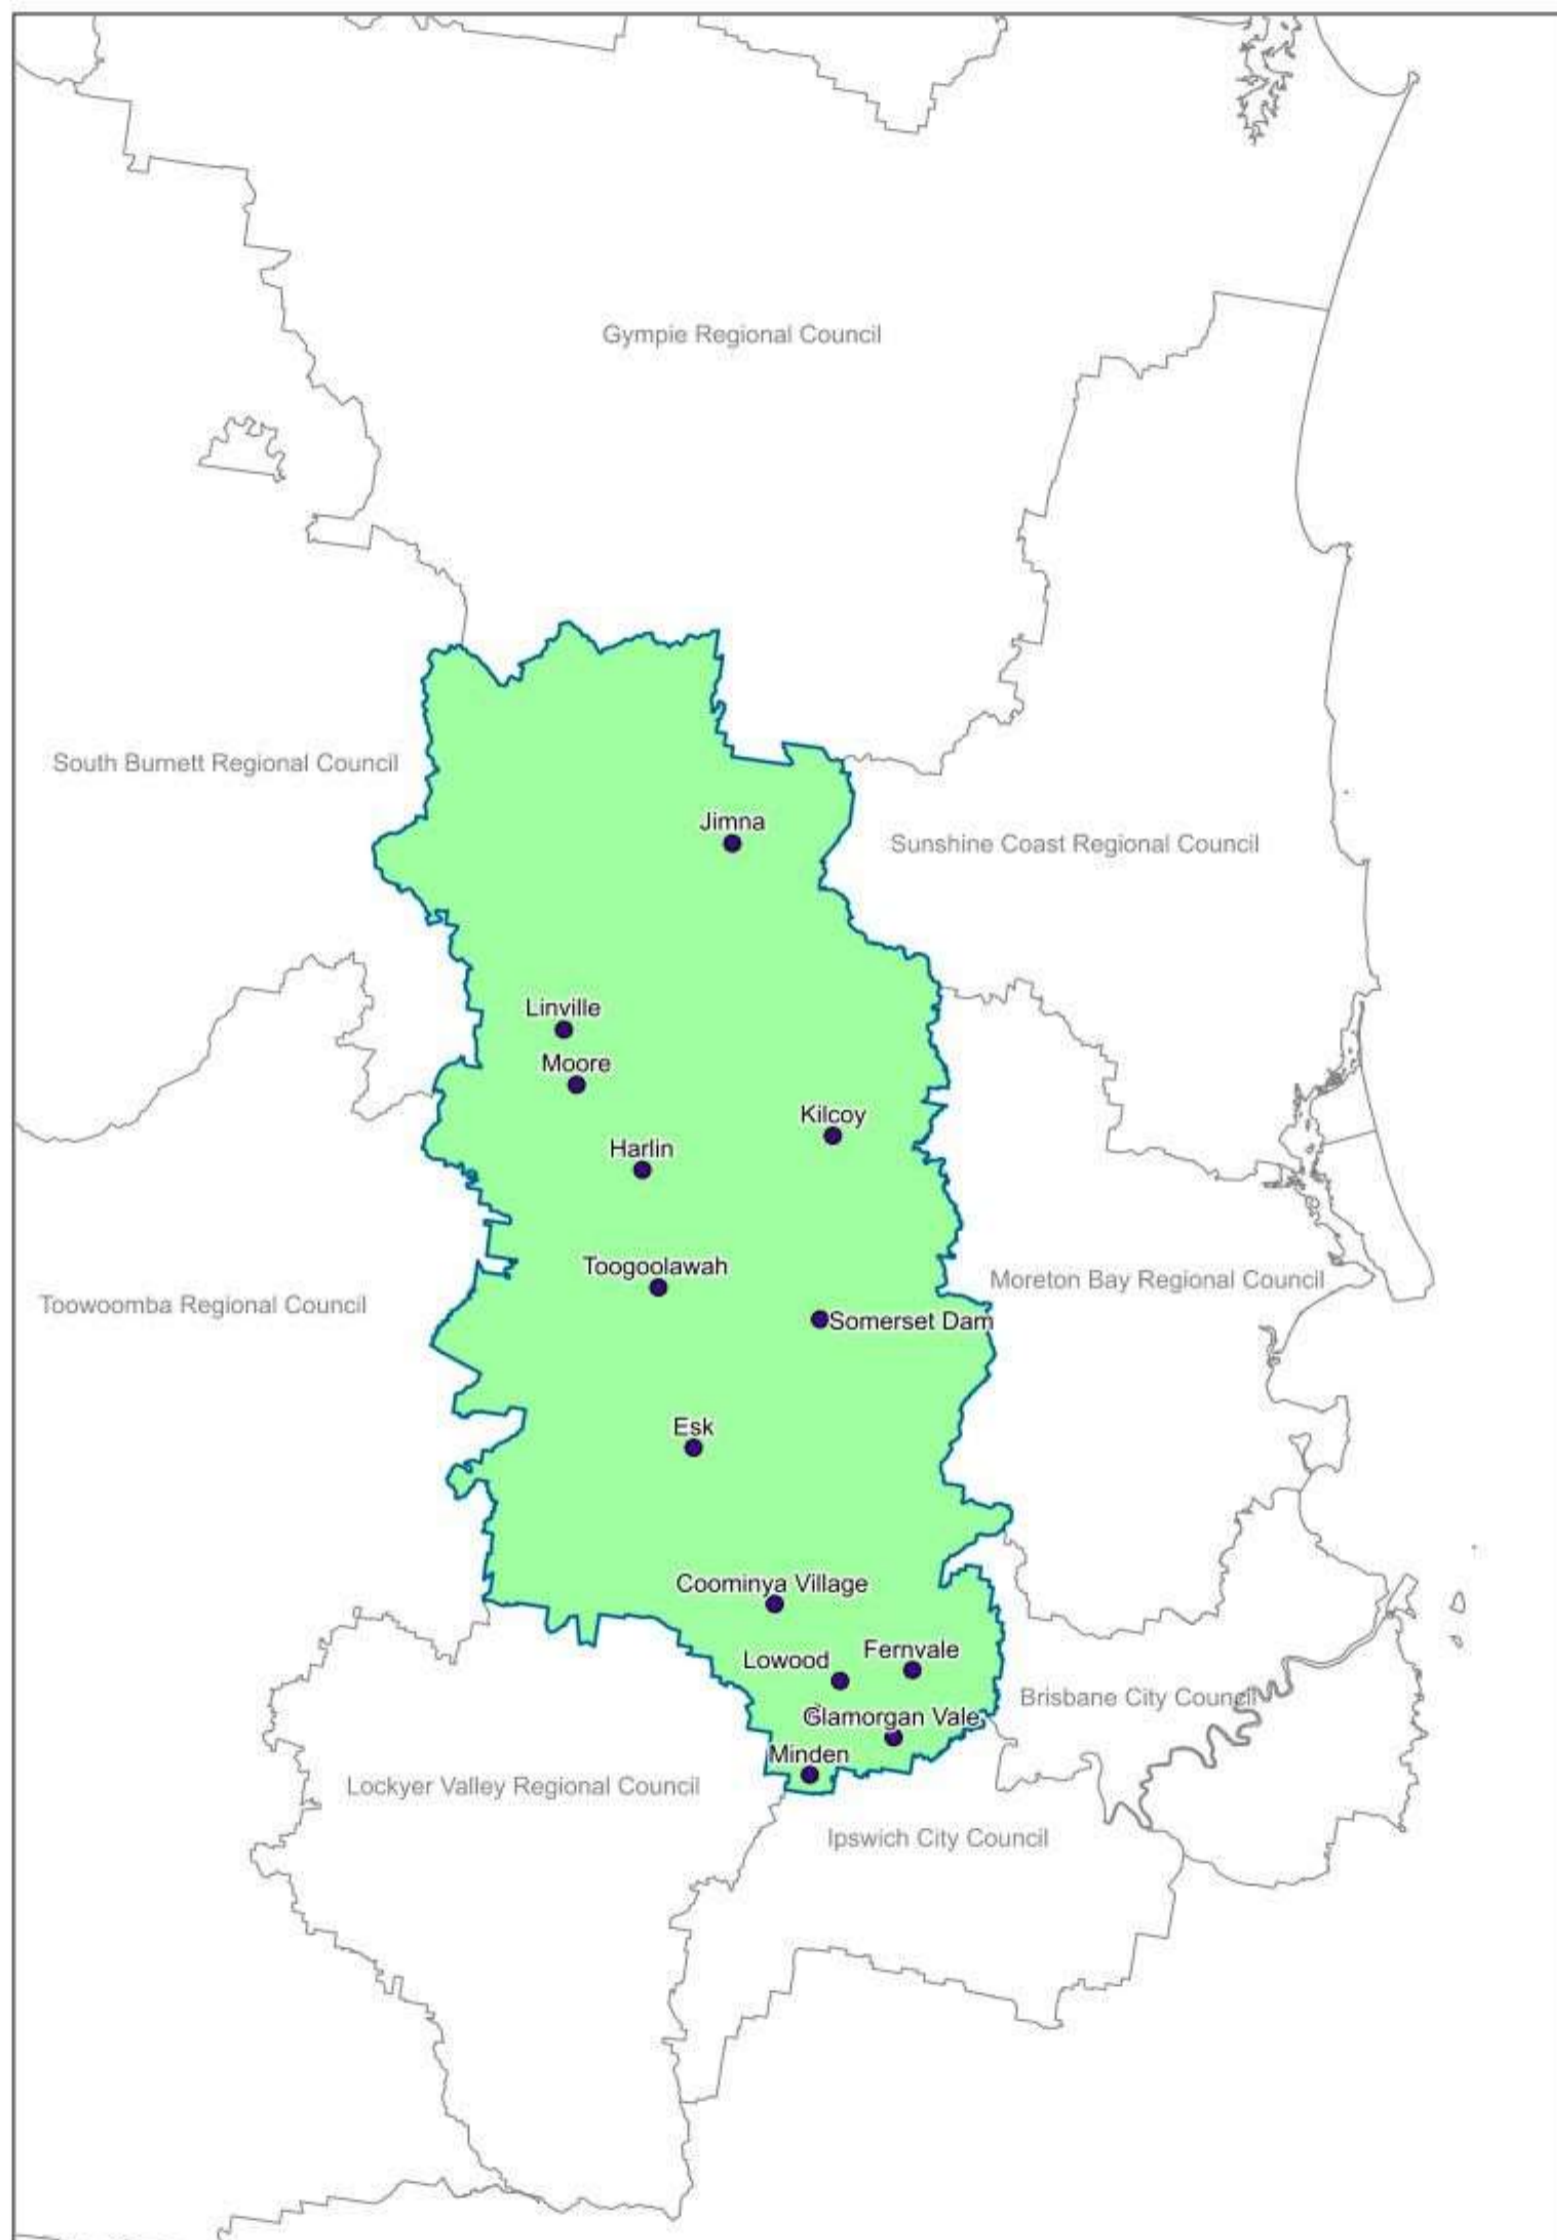 Gympie Regional Council
South Burnett Regional Council
Jimna
Sunshine Coast Regional Council
Linville
Moore
Kilcoy
Harlin
Toogoolawah
Moreton Bay Regional Council
Toowoomba Regional Council
Somerset Dam
Esk
Coominya Village
Fernvale
Lowood
Brisbane City Council
Glamorgan Vale
Minden
Lockyer Valley Regional Council
Ipswich City Council